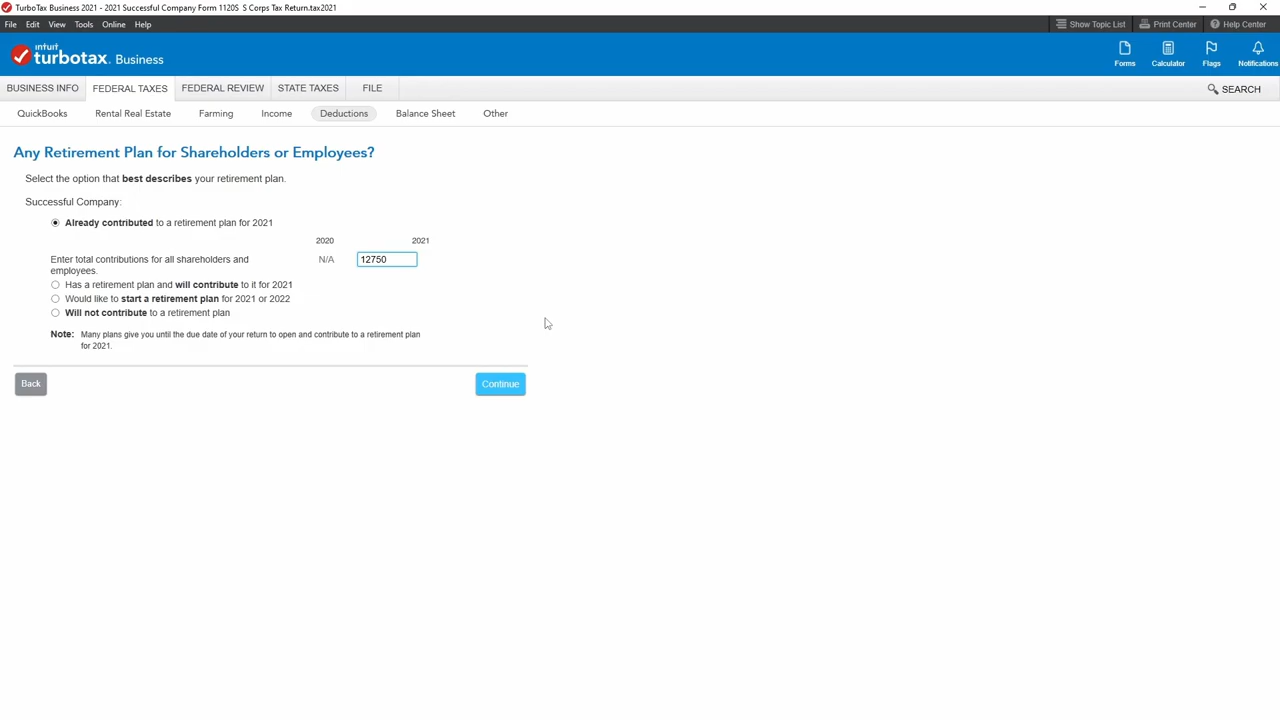 TurboTax Business 2021 - 2021 Successful Company Form 1120S S Corps Tax Return.tax2021
File Edit View Tools Online Help
Show Topic List Print Center Help Center
intuit
turbotax. Business
Forms Calculator Flags Notifications
BUSINESS INFO FEDERAL TAXES FEDERAL REVIEW STATE TAXES FILE SEARCH
QuickBooks Rental Real Estate Farming Income Deductions Balance Sheet Other
Any Retirement Plan for Shareholders or Employees?
Select the option that best describes your retirement plan.
Successful Company:
Already contributed to a retirement plan for 2021
2020 2021
Enter total contributions for all shareholders and N/A 12750
employees.
Has a retirement plan and will contribute to it for 2021
Would like to start a retirement plan for 2021 or 2022
Will not contribute to a retirement plan
Note: Many plans give you until the due date of your return to open and contribute to a retirement plan
for 2021.
Back Continue